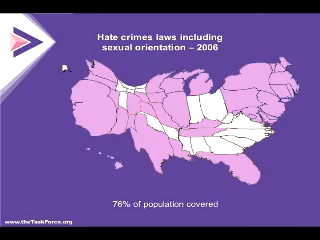 Hate crimes laws including
sexual orientation – 2006
76% of population covered
www.theTaskForce.org